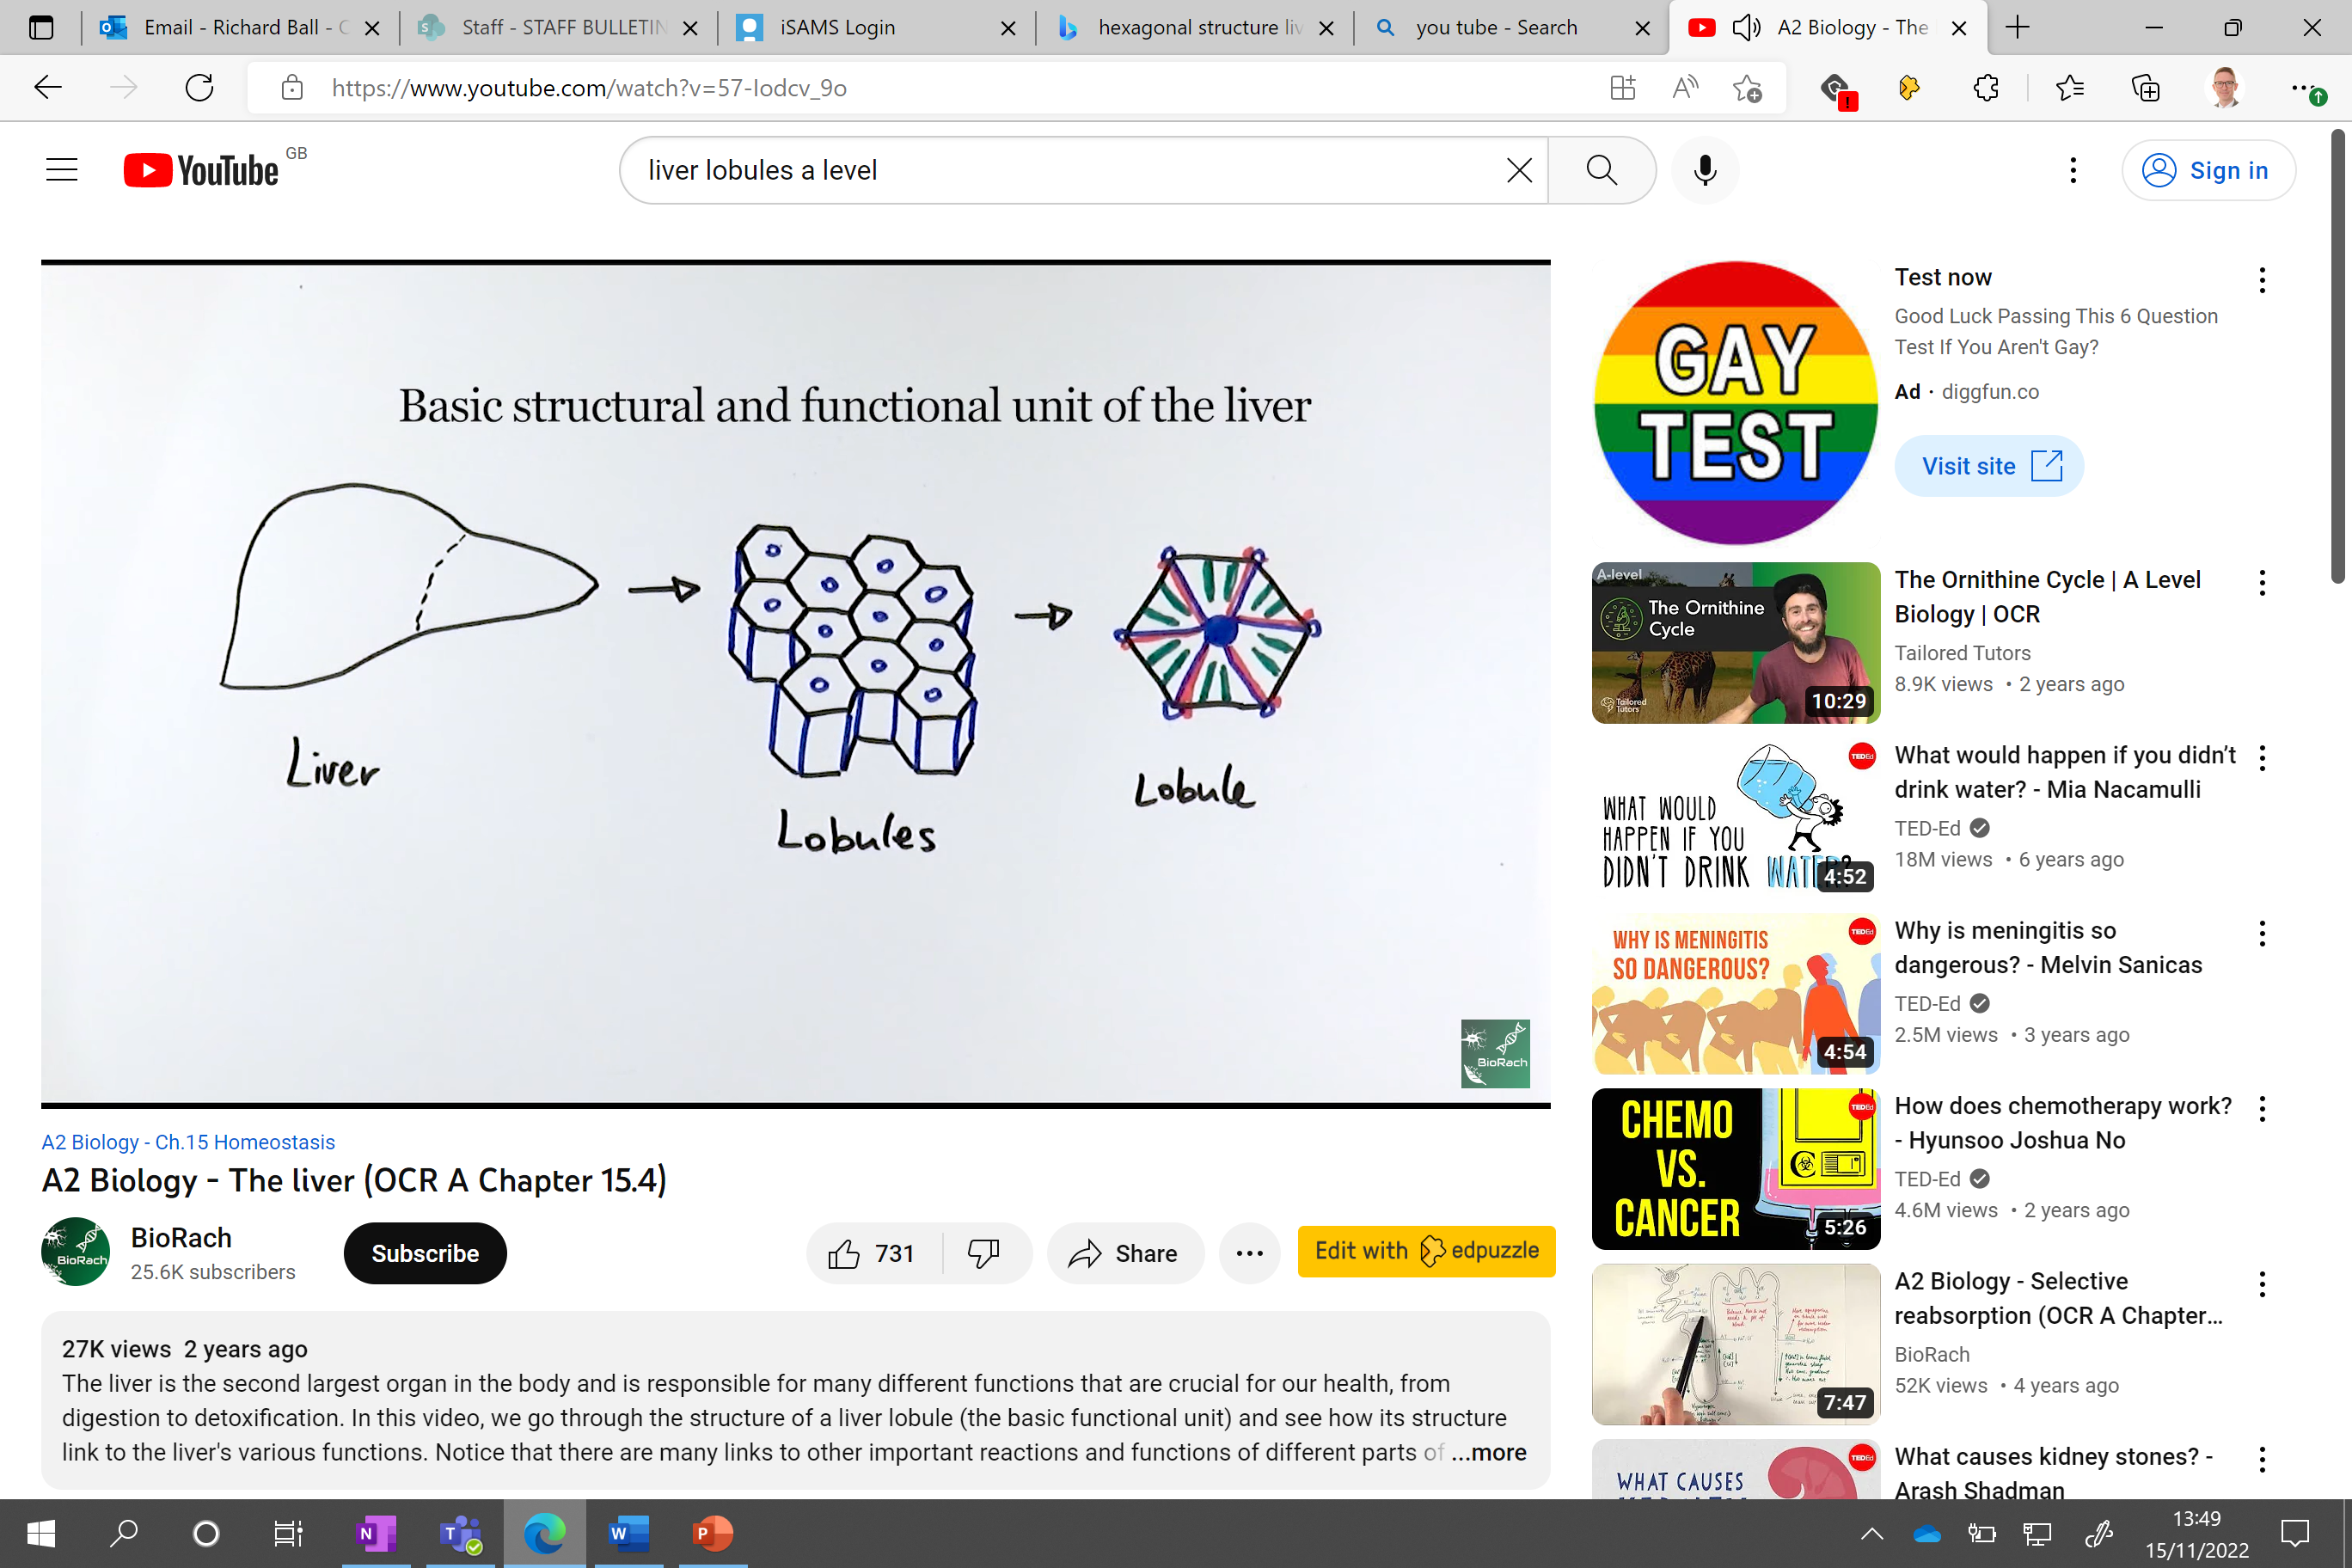 Email - Richard Ball -
Staff - STAFF BULLETIN
iSAMS Login
hexagonal structure liv
you tube - Search
A2 Biology - The
https://www.youtube.com/watch?v=57-Iodcv_9o
YouTube GB
liver lobules a level
Sign in
Basic structural and functional unit of the liver
Liver
Lobules
Lobule
BioRach
A2 Biology - Ch.15 Homeostasis
A2 Biology - The liver (OCR A Chapter 15.4)
BioRach
BioRach
25.6K subscribers
Subscribe
731
Share
Edit with edpuzzle
27K views 2 years ago
The liver is the second largest organ in the body and is responsible for many different functions that are crucial for our health, from
digestion to detoxification. In this video, we go through the structure of a liver lobule (the basic functional unit) and see how its structure
link to the liver's various functions. Notice that there are many links to other important reactions and functions of different parts of ...more
GAY
TEST
Test now
Good Luck Passing This 6 Question
Test If You Aren't Gay?
Ad • diggfun.co
Visit site
A-level
The Ornithine
Cycle
Tailored
Tutors
10:29
The Ornithine Cycle | A Level
Biology | OCR
Tailored Tutors
8.9K views • 2 years ago
WHAT WOULD
HAPPEN IF YOU
DIDN'T DRINK
4:52
What would happen if you didn’t
drink water? - Mia Nacamulli
TED-Ed
18M views • 6 years ago
WHY IS MENINGITIS
SO DANGEROUS?
TED-Ed
4:54
Why is meningitis so
dangerous? - Melvin Sanicas
TED-Ed
2.5M views • 3 years ago
CHEMO
VS.
CANCER
TED-Ed
5:26
How does chemotherapy work?
- Hyunsoo Joshua No
TED-Ed
4.6M views • 2 years ago
7:47
A2 Biology - Selective
reabsorption (OCR A Chapter...
BioRach
52K views • 4 years ago
WHAT CAUSES
TED-Ed
What causes kidney stones? -
Arash Shadman
13:49
15/11/2022